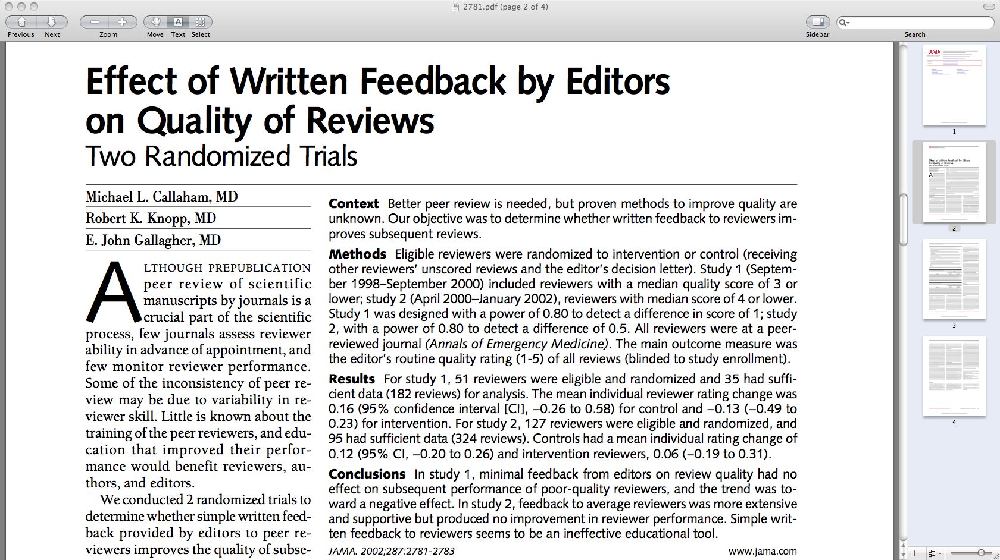 2781.pdf (page 2 of 4)
Previous Next Zoom Move Text Select Sidebar Search
Effect of Written Feedback by Editors
on Quality of Reviews
Two Randomized Trials
Michael L. Callaham, MD
Robert K. Knopp, MD
E. John Gallagher, MD
ALTHOUGH PREPUBLICATION
peer review of scientific
manuscripts by journals is a
crucial part of the scientific
process, few journals assess reviewer
ability in advance of appointment, and
few monitor reviewer performance.
Some of the inconsistency of peer re-
view may be due to variability in re-
viewer skill. Little is known about the
training of the peer reviewers, and edu-
cation that improved their perfor-
mance would benefit reviewers, au-
thors, and editors.
We conducted 2 randomized trials to
determine whether simple written feed-
back provided by editors to peer re-
viewers improves the quality of subse-
Context Better peer review is needed, but proven methods to improve quality are
unknown. Our objective was to determine whether written feedback to reviewers im-
proves subsequent reviews.
Methods Eligible reviewers were randomized to intervention or control (receiving
other reviewers' unscored reviews and the editor's decision letter). Study 1 (Septem-
ber 1998–September 2000) included reviewers with a median quality score of 3 or
lower; study 2 (April 2000–January 2002), reviewers with median score of 4 or lower.
Study 1 was designed with a power of 0.80 to detect a difference in score of 1; study
2, with a power of 0.80 to detect a difference of 0.5. All reviewers were at a peer-
reviewed journal (Annals of Emergency Medicine). The main outcome measure was
the editor's routine quality rating (1-5) of all reviews (blinded to study enrollment).
Results For study 1, 51 reviewers were eligible and randomized and 35 had suffi-
cient data (182 reviews) for analysis. The mean individual reviewer rating change was
0.16 (95% confidence interval [CI], –0.26 to 0.58) for control and –0.13 (–0.49 to
0.23) for intervention. For study 2, 127 reviewers were eligible and randomized, and
95 had sufficient data (324 reviews). Controls had a mean individual rating change of
0.12 (95% CI, –0.20 to 0.26) and intervention reviewers, 0.06 (–0.19 to 0.31).
Conclusions In study 1, minimal feedback from editors on review quality had no
effect on subsequent performance of poor-quality reviewers, and the trend was to-
ward a negative effect. In study 2, feedback to average reviewers was more extensive
and supportive but produced no improvement in reviewer performance. Simple writ-
ten feedback to reviewers seems to be an ineffective educational tool.
JAMA. 2002;287:2781-2783 www.jama.com
JAMA
1
Effect of Written Feedback by Editors
on Quality of Reviews
Two Randomized Trials
A
2
3
4